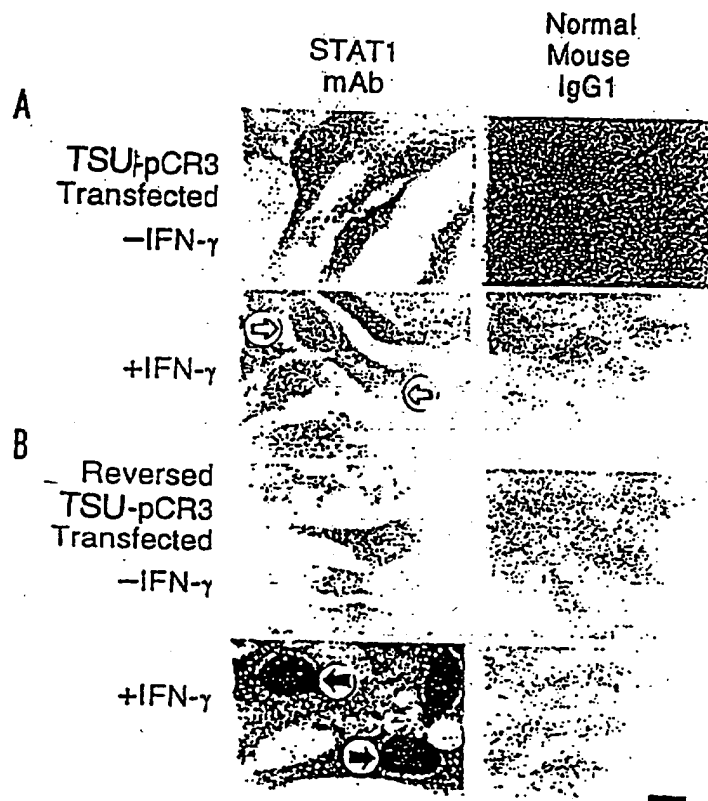 STAT1
mAb
Normal
Mouse
IgG1
A
TSU-pCR3
Transfected
–IFN-γ
+IFN-γ
B
Reversed
TSU-pCR3
Transfected
–IFN-γ
+IFN-γ